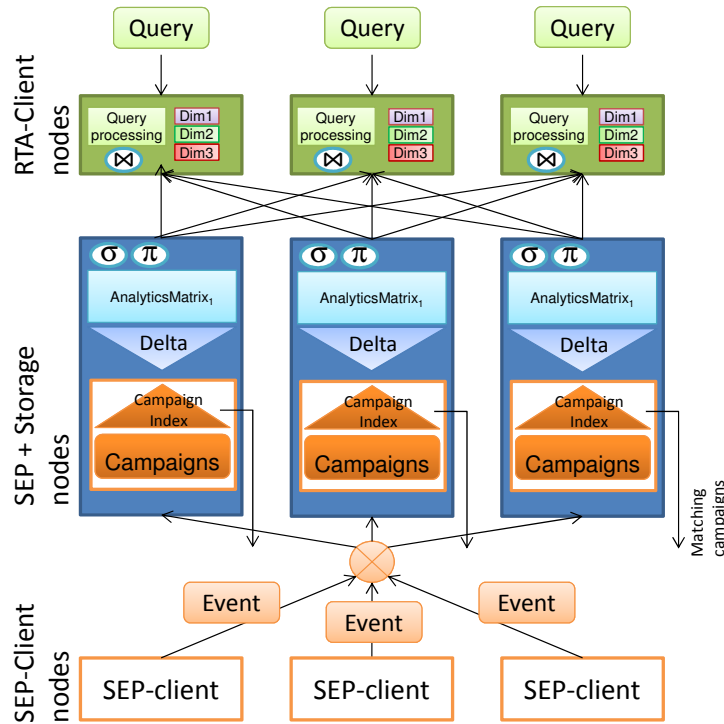 Query
Query
Query
RTA-Client
nodes
Query
processing
Dim1
Dim2
Dim3
⋈
Query
processing
Dim1
Dim2
Dim3
⋈
Query
processing
Dim1
Dim2
Dim3
⋈
SEP + Storage
nodes
σ π
AnalyticsMatrix₁
Delta
Campaign
Index
Campaigns
σ π
AnalyticsMatrix₁
Delta
Campaign
Index
Campaigns
σ π
AnalyticsMatrix₁
Delta
Campaign
Index
Campaigns
Matching
campaigns
SEP-Client
nodes
Event
Event
Event
SEP-client
SEP-client
SEP-client